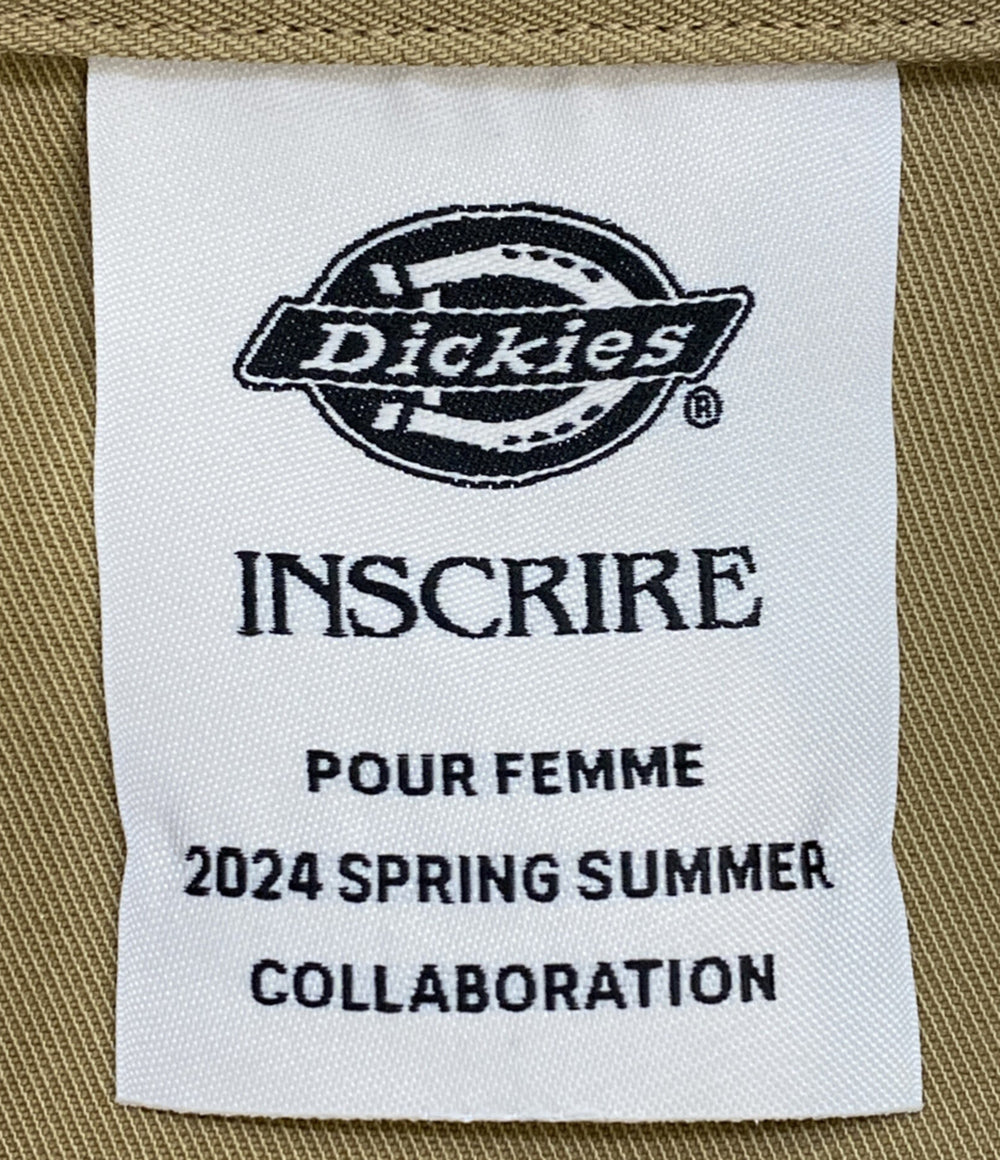 Dickies
®
INSCRIRE
POUR FEMME
2024 SPRING SUMMER
COLLABORATION